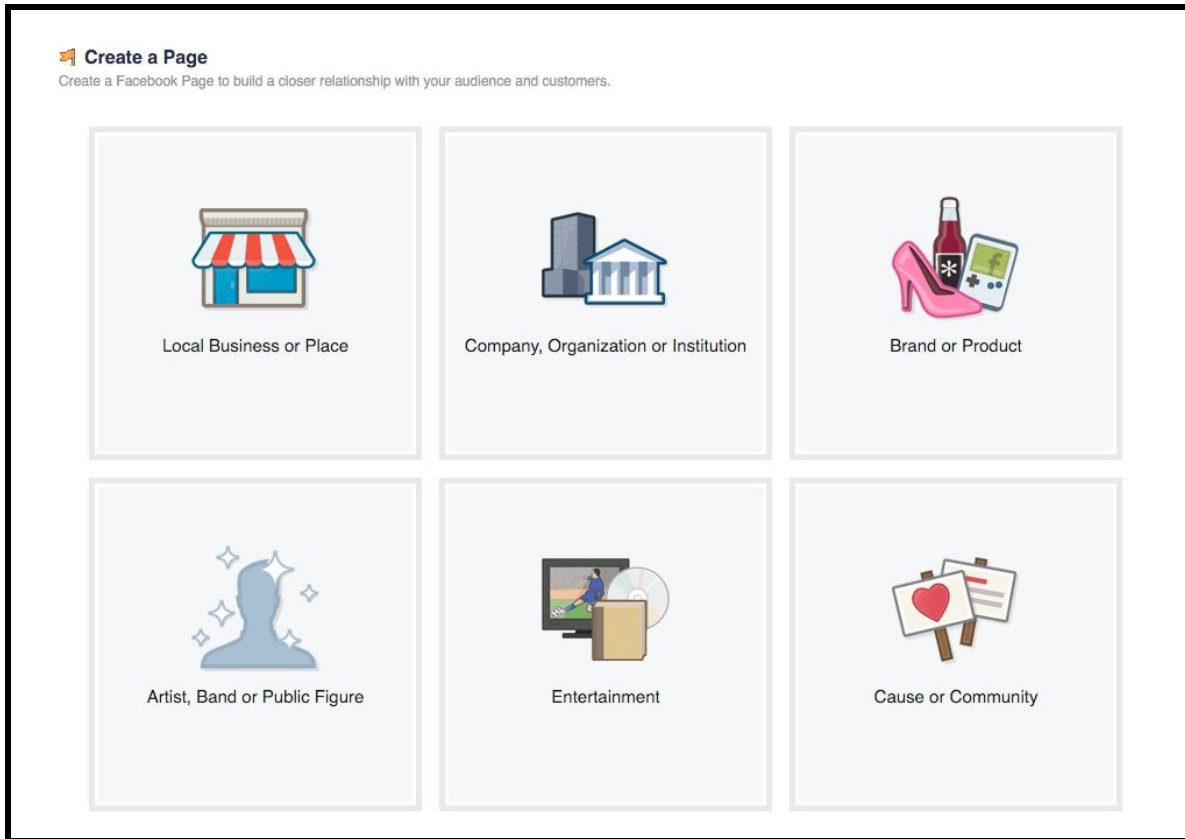 Create a Page
Create a Facebook Page to build a closer relationship with your audience and customers.
Local Business or Place
Company, Organization or Institution
Brand or Product
Artist, Band or Public Figure
Entertainment
Cause or Community